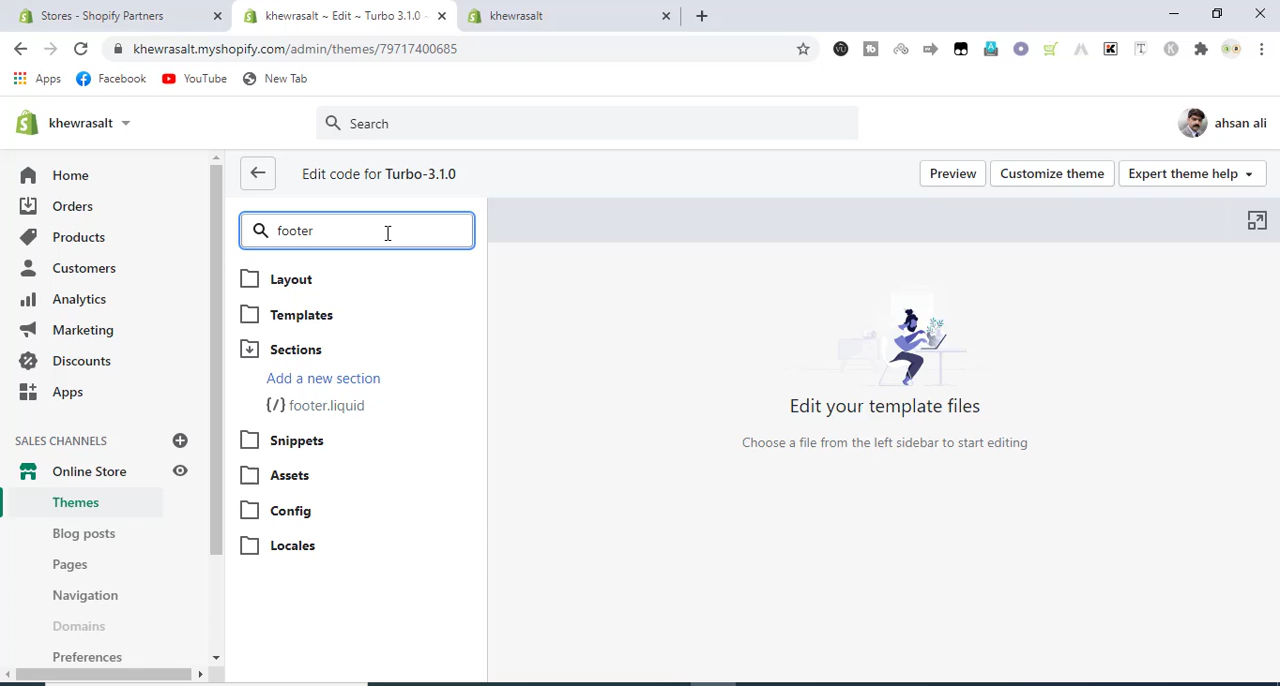 Stores - Shopify Partners
khewrasalt ~ Edit ~ Turbo 3.1.0 -
khewrasalt
khewrasalt.myshopify.com/admin/themes/79717400685
Apps
Facebook
YouTube
New Tab
khewrasalt
Search
ahsan ali
Home
Orders
Products
Customers
Analytics
Marketing
Discounts
Apps
SALES CHANNELS
Online Store
Themes
Blog posts
Pages
Navigation
Domains
Preferences
Edit code for Turbo-3.1.0
Preview
Customize theme
Expert theme help
footer
Layout
Templates
Sections
Add a new section
{/} footer.liquid
Snippets
Assets
Config
Locales
Edit your template files
Choose a file from the left sidebar to start editing